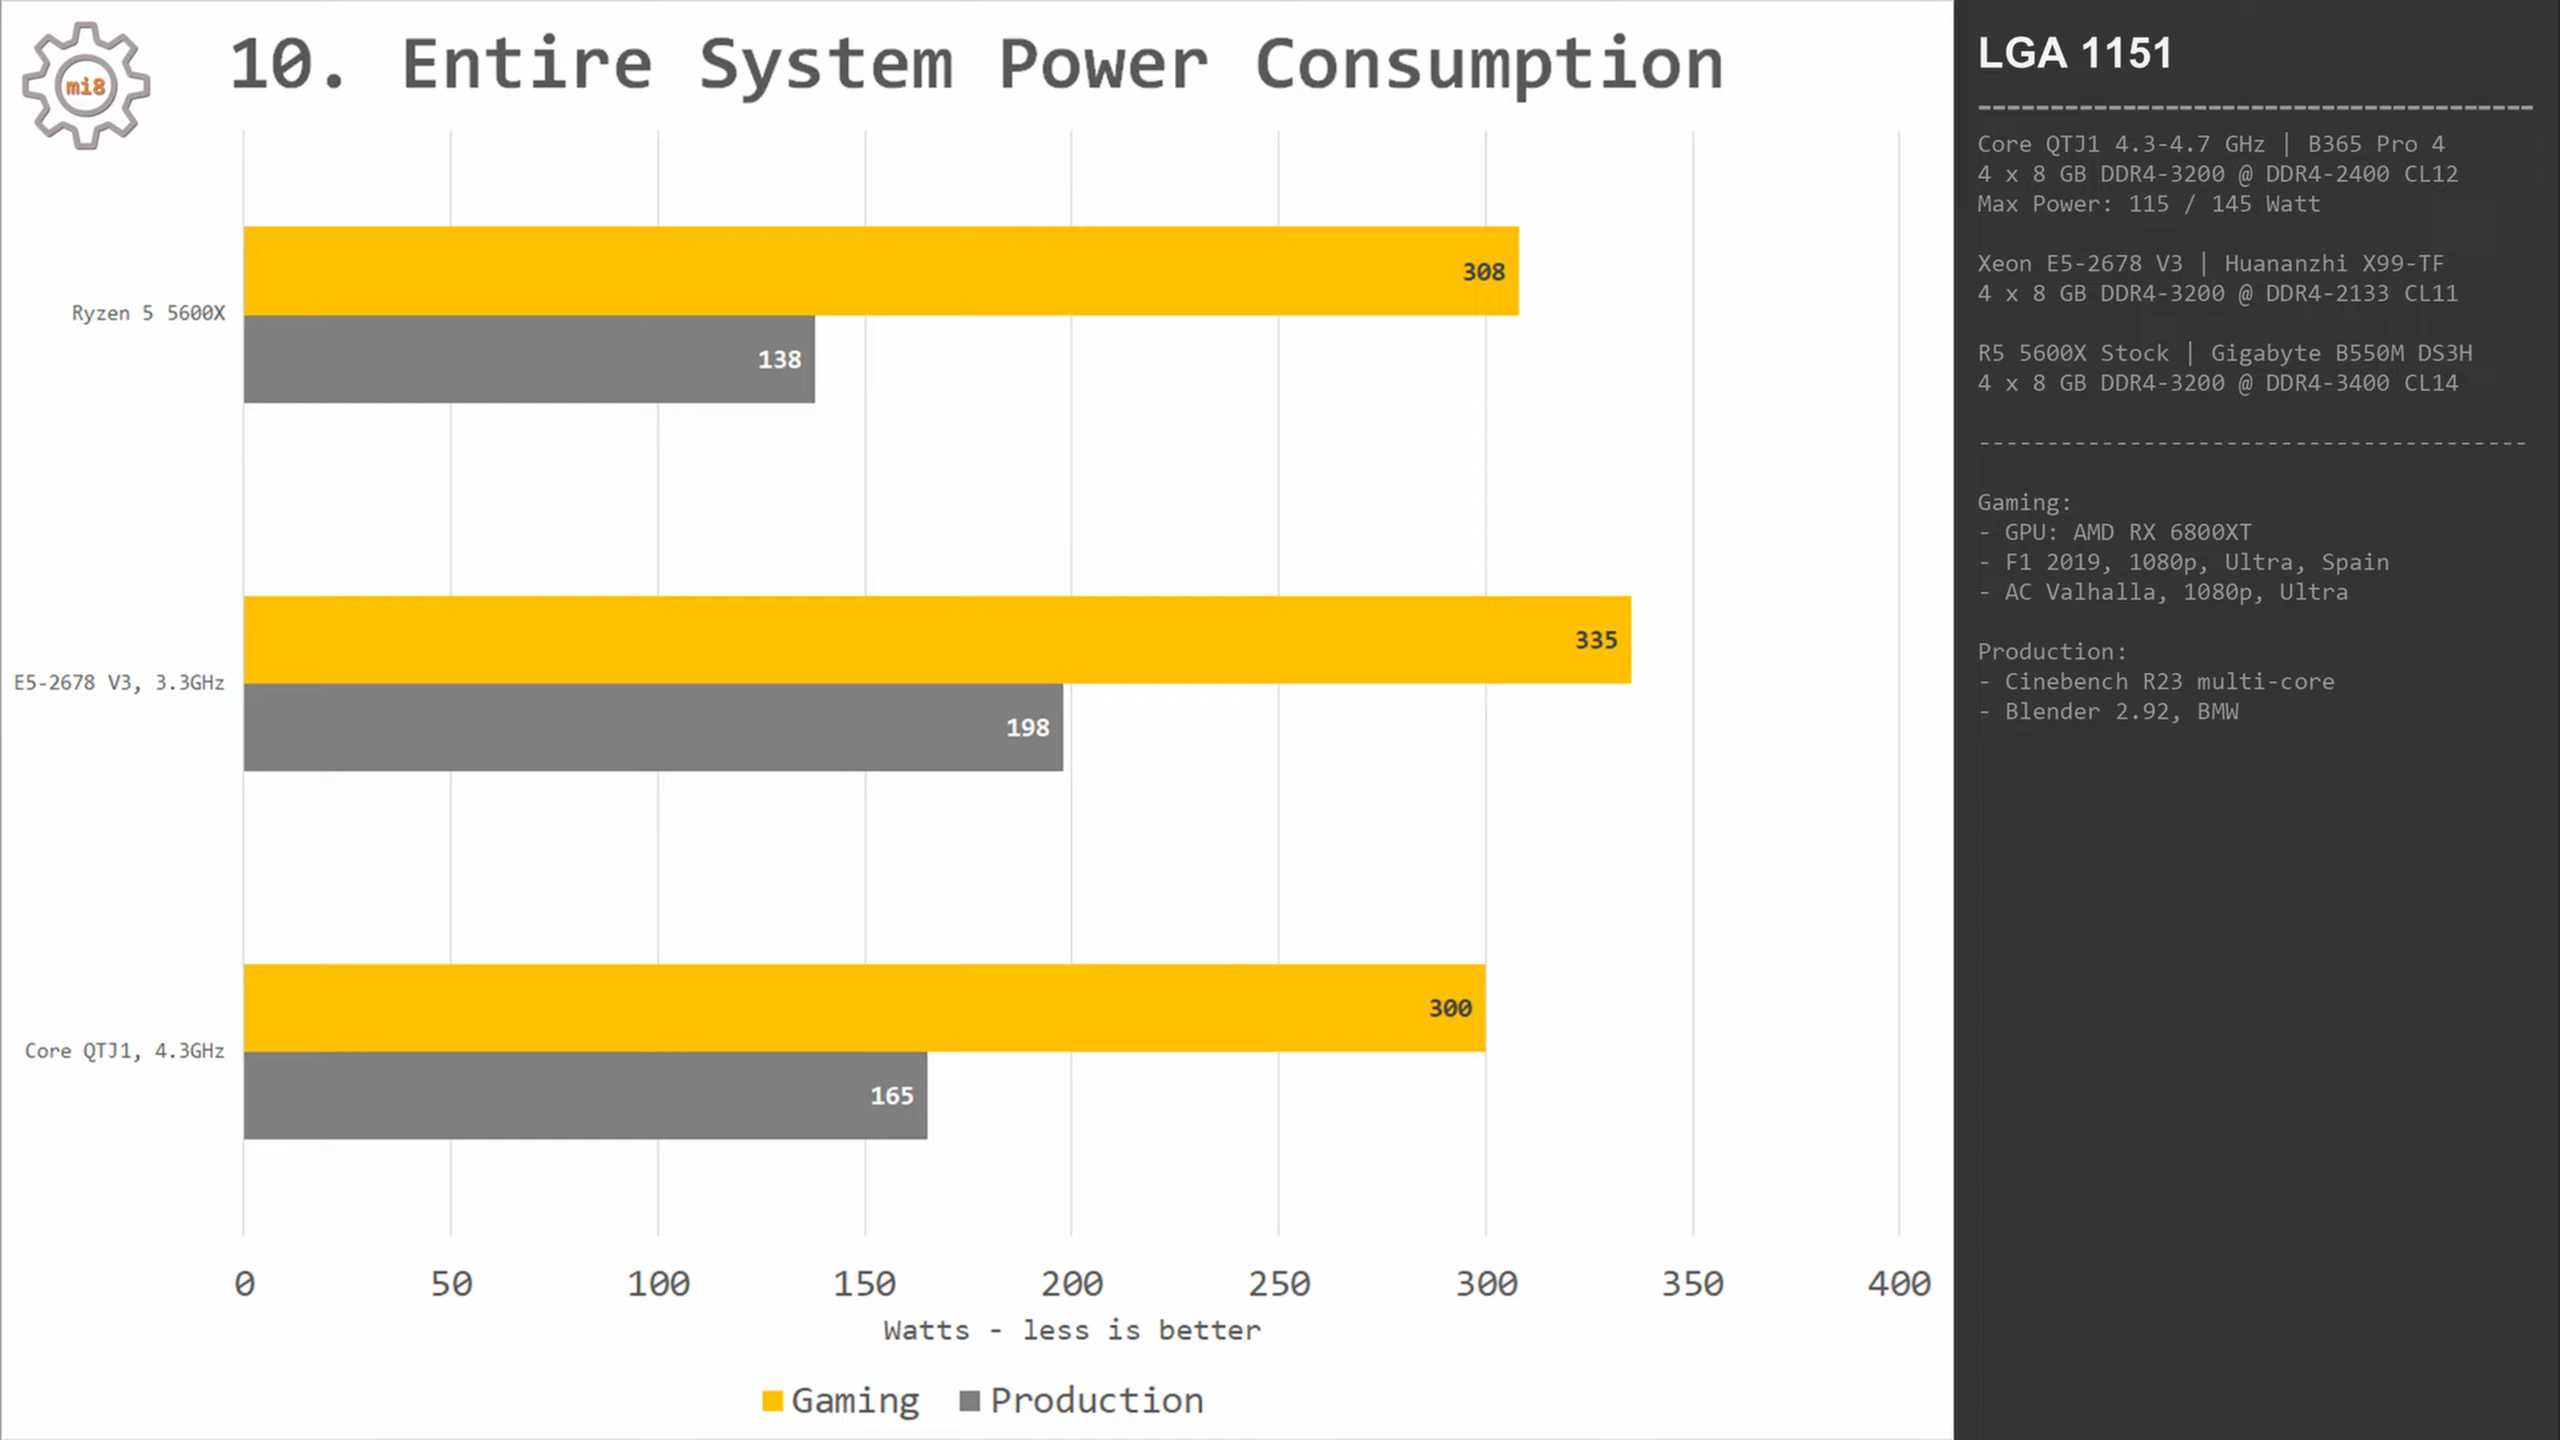 mi8
10. Entire System Power Consumption
Ryzen 5 5600X
308
138
E5-2678 V3, 3.3GHz
335
198
Core QTJ1, 4.3GHz
300
165
0 50 100 150 200 250 300 350 400
Watts - less is better
Gaming Production
LGA 1151
----------------------------------------
Core QTJ1 4.3-4.7 GHz | B365 Pro 4
4 x 8 GB DDR4-3200 @ DDR4-2400 CL12
Max Power: 115 / 145 Watt
Xeon E5-2678 V3 | Huananzhi X99-TF
4 x 8 GB DDR4-3200 @ DDR4-2133 CL11
R5 5600X Stock | Gigabyte B550M DS3H
4 x 8 GB DDR4-3200 @ DDR4-3400 CL14
----------------------------------------
Gaming:
- GPU: AMD RX 6800XT
- F1 2019, 1080p, Ultra, Spain
- AC Valhalla, 1080p, Ultra
Production:
- Cinebench R23 multi-core
- Blender 2.92, BMW